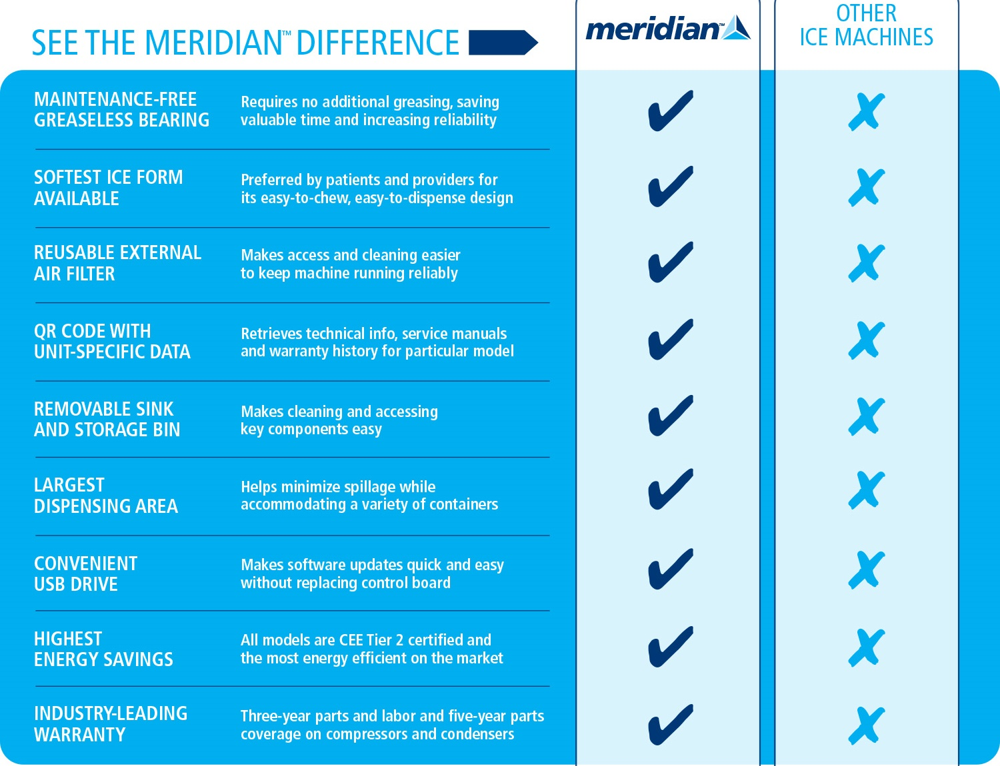 SEE THE MERIDIAN™ DIFFERENCE
meridian™
OTHER
ICE MACHINES
MAINTENANCE-FREE
GREASELESS BEARING
Requires no additional greasing, saving
valuable time and increasing reliability
SOFTEST ICE FORM
AVAILABLE
Preferred by patients and providers for
its easy-to-chew, easy-to-dispense design
REUSABLE EXTERNAL
AIR FILTER
Makes access and cleaning easier
to keep machine running reliably
QR CODE WITH
UNIT-SPECIFIC DATA
Retrieves technical info, service manuals
and warranty history for particular model
REMOVABLE SINK
AND STORAGE BIN
Makes cleaning and accessing
key components easy
LARGEST
DISPENSING AREA
Helps minimize spillage while
accommodating a variety of containers
CONVENIENT
USB DRIVE
Makes software updates quick and easy
without replacing control board
HIGHEST
ENERGY SAVINGS
All models are CEE Tier 2 certified and
the most energy efficient on the market
INDUSTRY-LEADING
WARRANTY
Three-year parts and labor and five-year parts
coverage on compressors and condensers